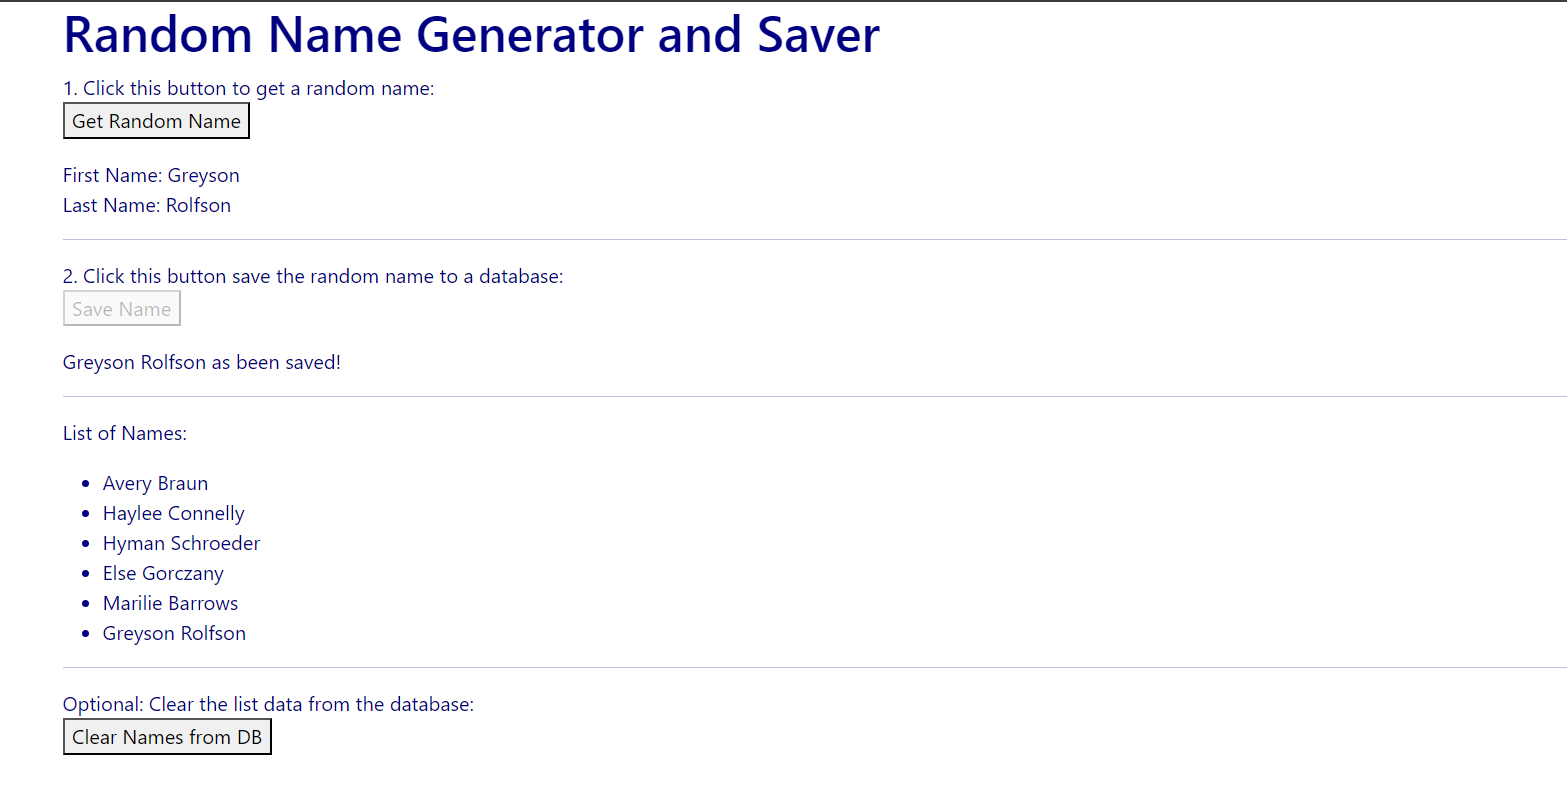 Random Name Generator and Saver
1. Click this button to get a random name:
Get Random Name
First Name: Greyson
Last Name: Rolfson
2. Click this button save the random name to a database:
Save Name
Greyson Rolfson as been saved!
List of Names:
• Avery Braun
• Haylee Connelly
• Hyman Schroeder
• Else Gorczany
• Marilie Barrows
• Greyson Rolfson
Optional: Clear the list data from the database:
Clear Names from DB